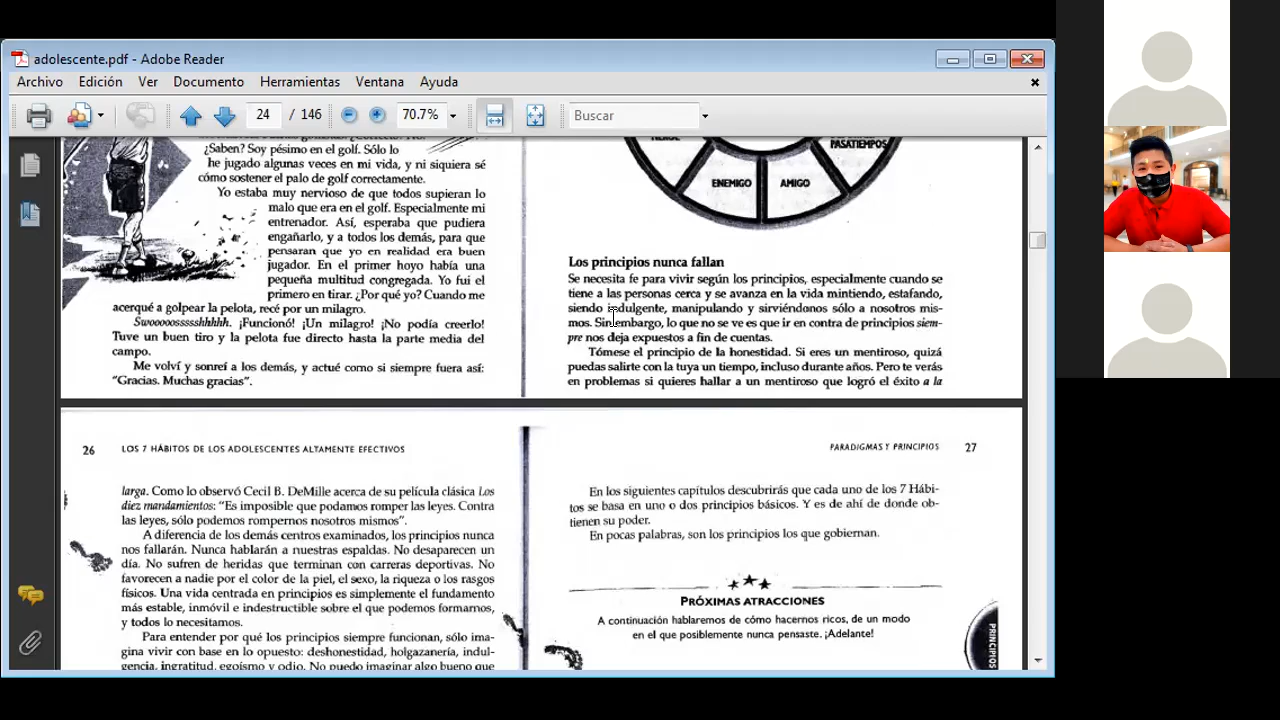 adolescente.pdf - Adobe Reader
Archivo Edición Ver Documento Herramientas Ventana Ayuda
24 / 146 70.7% Buscar
¿Saben? Soy pésimo en el golf. Sólo lo
he jugado algunas veces en mi vida, y ni siquiera sé
cómo sostener el palo de golf correctamente.
Yo estaba muy nervioso de que todos supieran lo
malo que era en el golf. Especialmente mi
entrenador. Así, esperaba que pudiera
engañarlo, y a todos los demás, para que
pensaran que yo en realidad era buen
jugador. En el primer hoyo había una
pequeña multitud congregada. Yo fui el
primero en tirar. ¿Por qué yo? Cuando me
acerqué a golpear la pelota, recé por un milagro.
Swooooosssshhhhh. ¡Funcionó! ¡Un milagro! ¡No podía creerlo!
Tuve un buen tiro y la pelota fue directo hasta la parte media del
campo.
Me volví y sonreí a los demás, y actué como si siempre fuera así:
"Gracias. Muchas gracias".
PASATIEMPOS
ENEMIGO AMIGO
Los principios nunca fallan
Se necesita fe para vivir según los principios, especialmente cuando se
tiene a las personas cerca y se avanza en la vida mintiendo, estafando,
siendo indulgente, manipulando y sirviéndonos sólo a nosotros mis-
mos. Sin embargo, lo que no se ve es que ir en contra de principios siem-
pre nos deja expuestos a fin de cuentas.
Tómese el principio de la honestidad. Si eres un mentiroso, quizá
puedas salirte con la tuya un tiempo, incluso durante años. Pero te verás
en problemas si quieres hallar a un mentiroso que logró el éxito a la
26 LOS 7 HÁBITOS DE LOS ADOLESCENTES ALTAMENTE EFECTIVOS
larga. Como lo observó Cecil B. DeMille acerca de su película clásica Los
diez mandamientos: "Es imposible que podamos romper las leyes. Contra
las leyes, sólo podemos rompernos nosotros mismos".
A diferencia de los demás centros examinados, los principios nunca
nos fallarán. Nunca hablarán a nuestras espaldas. No desaparecen un
día. No sufren de heridas que terminan con carreras deportivas. No
favorecen a nadie por el color de la piel, el sexo, la riqueza o los rasgos
físicos. Una vida centrada en principios es simplemente el fundamento
más estable, inmóvil e indestructible sobre el que podemos formarnos,
y todos lo necesitamos.
Para entender por qué los principios siempre funcionan, sólo ima-
gina vivir con base en lo opuesto: deshonestidad, holgazanería, indul-
gencia, ingratitud, egoísmo y odio. No puedo imaginar algo bueno que
PARADIGMAS Y PRINCIPIOS 27
En los siguientes capítulos descubrirás que cada uno de los 7 Hábi-
tos se basa en uno o dos principios básicos. Y es de ahí de donde ob-
tienen su poder.
En pocas palabras, son los principios los que gobiernan.
PRÓXIMAS ATRACCIONES
A continuación hablaremos de cómo hacernos ricos, de un modo
en el que posiblemente nunca pensaste. ¡Adelante!
PRINCIPIOS